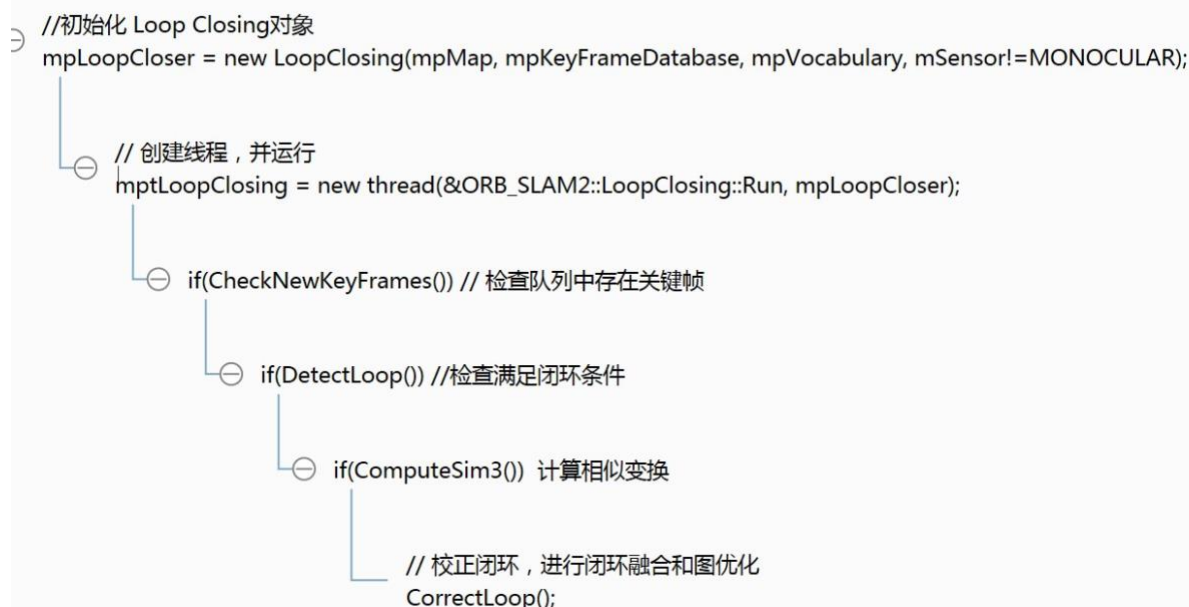 //初始化 Loop Closing对象
mpLoopCloser = new LoopClosing(mpMap, mpKeyFrameDatabase, mpVocabulary, mSensor!=MONOCULAR);
// 创建线程，并运行
mptLoopClosing = new thread(&ORB_SLAM2::LoopClosing::Run, mpLoopCloser);
if(CheckNewKeyFrames()) // 检查队列中存在关键帧
if(DetectLoop()) //检查满足闭环条件
if(ComputeSim3()) 计算相似变换
// 校正闭环，进行闭环融合和图优化
CorrectLoop();